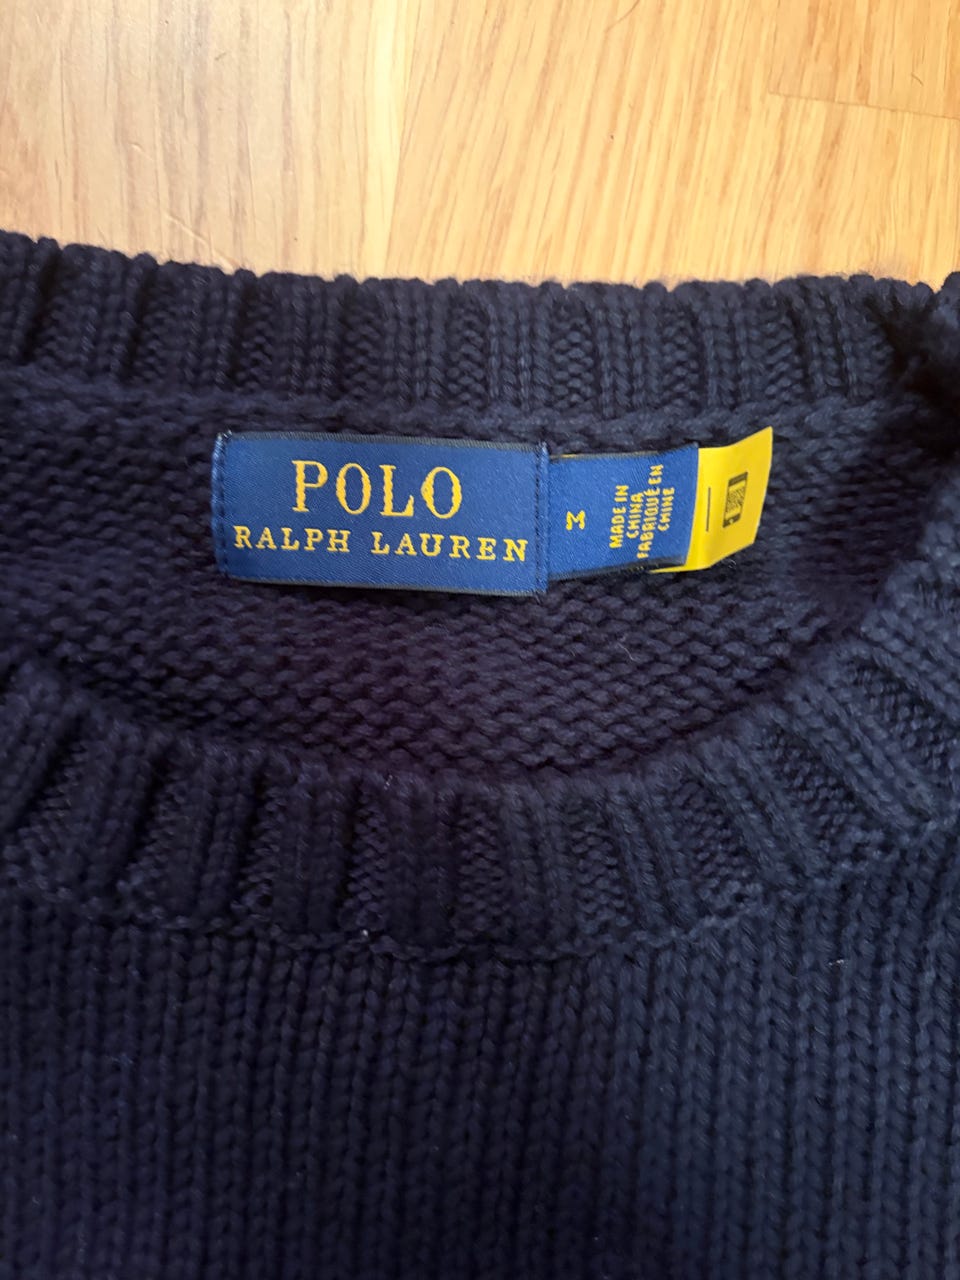 POLO
RALPH LAUREN
M
MADE IN
CHINA
FABRIQUÉ EN
CHINE